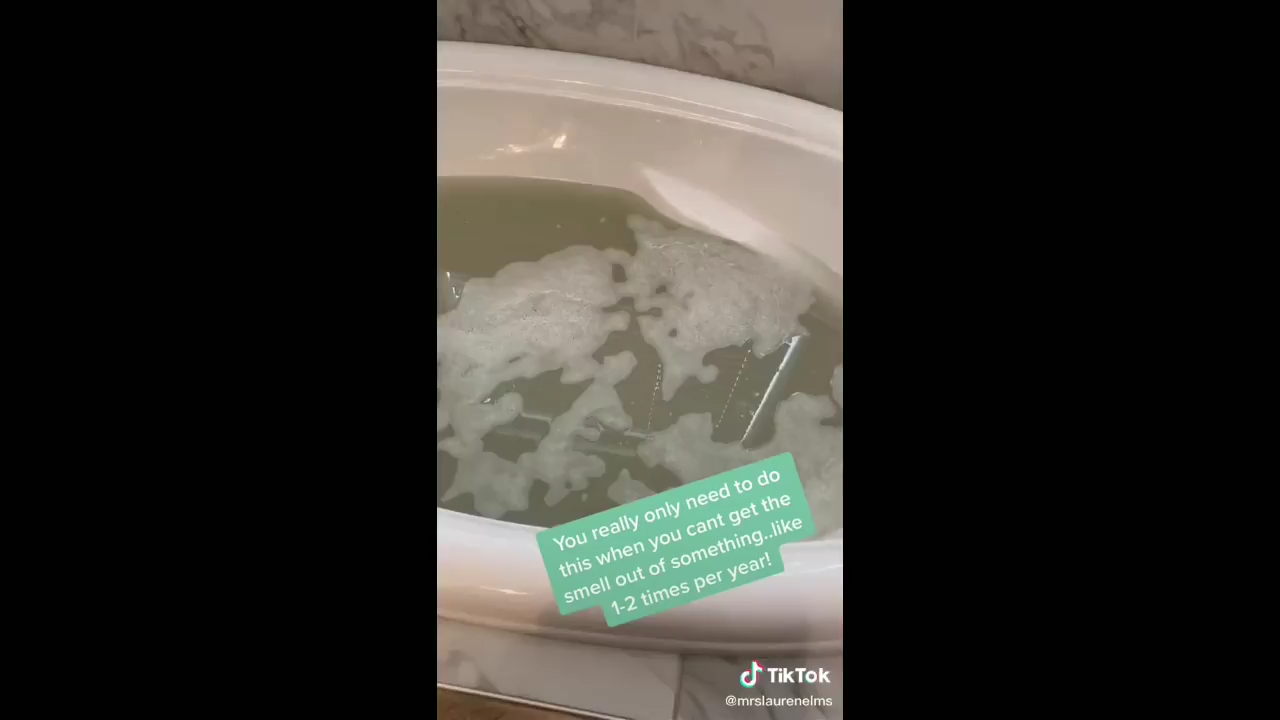 You really only need to do
this when you cant get the
smell out of something..like
1-2 times per year!
TikTok
@mrslaurenelms